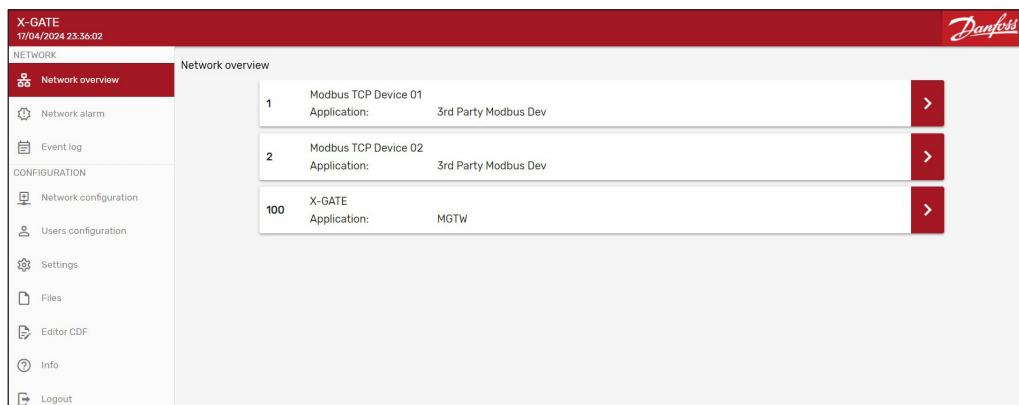 X-GATE
17/04/2024 23:36:02
Danfoss
NETWORK
Network overview
Network alarm
Event log
CONFIGURATION
Network configuration
Users configuration
Settings
Files
Editor CDF
Info
Logout
Network overview
1
Modbus TCP Device 01
Application: 3rd Party Modbus Dev
2
Modbus TCP Device 02
Application: 3rd Party Modbus Dev
100
X-GATE
Application: MGTW